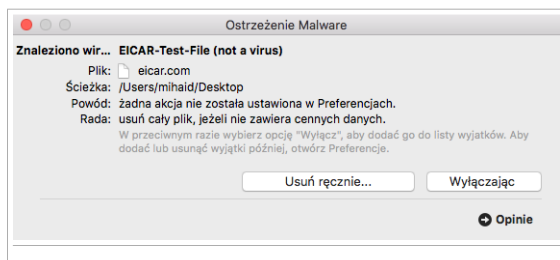 Ostrzeżenie Malware
Znaleziono wir... EICAR-Test-File (not a virus)
Plik: eicar.com
Ścieżka: /Users/mihaid/Desktop
Powód: żadna akcja nie została ustawiona w Preferencjach.
Rada: usuń cały plik, jeżeli nie zawiera cennych danych.
W przeciwnym razie wybierz opcję "Wyłącz", aby dodać go do listy wyjatków. Aby
dodać lub usunąć wyjątki później, otwórz Preferencje.
Usuń ręcznie... Wyłączając
Opinie